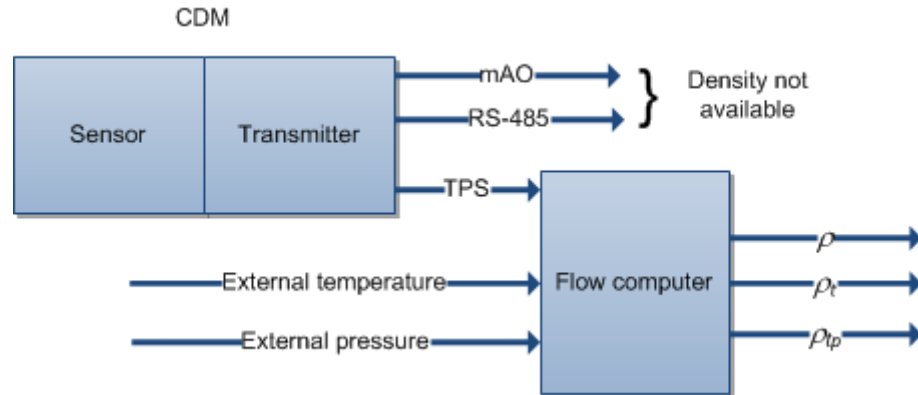 CDM
Sensor
Transmitter
mAO
RS-485
}
Density not
available
TPS
External temperature
External pressure
Flow computer
ρ
ρt
ρtp